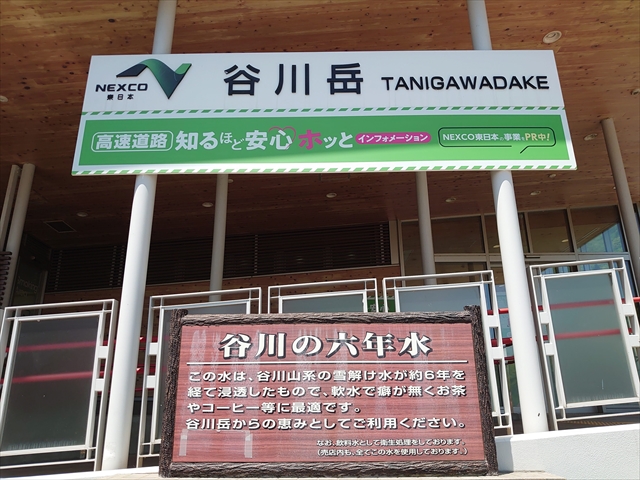 NEXCO
東日本
谷川岳 TANIGAWADAKE
高速道路 知るほど安心ホッと インフォメーション NEXCO東日本の事業をPR中!
谷川の六年水
この水は、谷川山系の雪解け水が約6年を
経て浸透したもので、軟水で癖が無くお茶
やコーヒー等に最適です。
谷川岳からの恵みとしてご利用ください。
なお、飲料水として衛生処理をしております。
(売店内も、全てこの水を使用しております。)